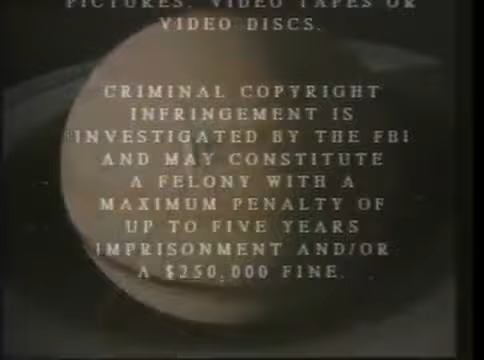 PICTURES, VIDEO TAPES OR
VIDEO DISCS.
CRIMINAL COPYRIGHT
INFRINGEMENT IS
INVESTIGATED BY THE FBI
AND MAY CONSTITUTE
A FELONY WITH A
MAXIMUM PENALTY OF
UP TO FIVE YEARS
IMPRISONMENT AND/OR
A $250,000 FINE.